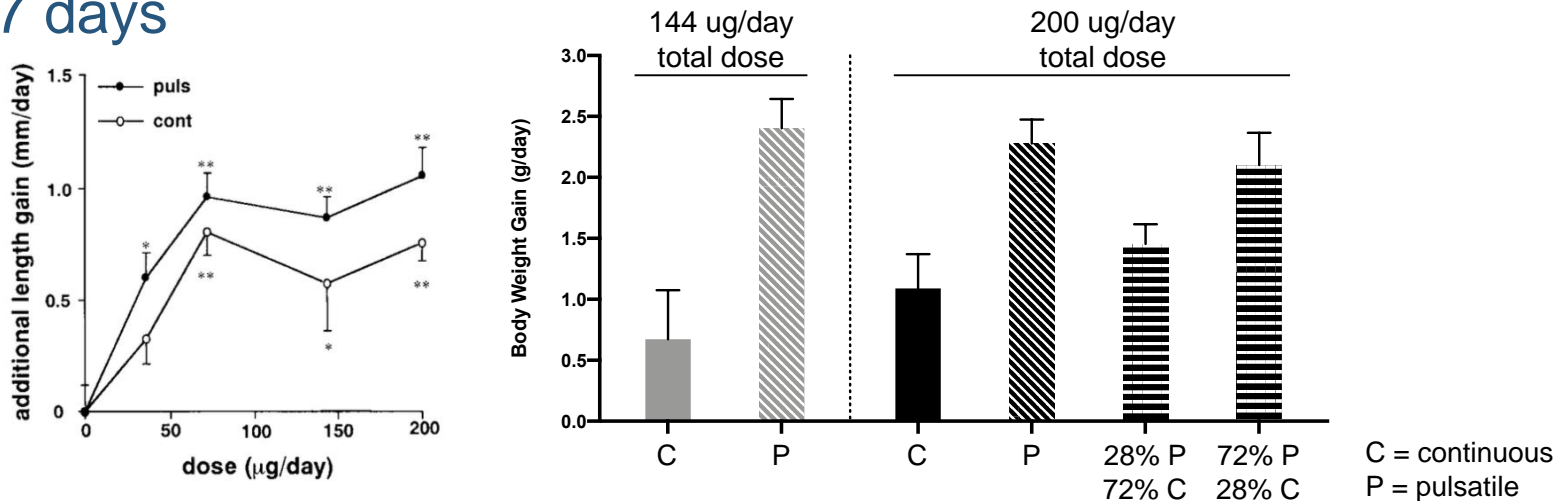 7 days
additional length gain (mm/day)
1.5
1.0
0.5
0
puls
cont
*
**
**
**
**
*
**
0
50
100
150
200
dose (μg/day)
144 ug/day
total dose
200 ug/day
total dose
Body Weight Gain (g/day)
3.0
2.5
2.0
1.5
1.0
0.5
0.0
C
P
C
P
28% P
72% C
72% P
28% C
C = continuous
P = pulsatile